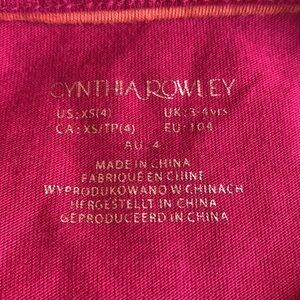 CYNTHIA ROWLEY
US: XS(4) UK: 3-4yrs
CA: XS/TP(4) EU: 104
AU: 4
MADE IN CHINA
FABRIQUÉ EN CHINE
WYPRODUKOWANO W CHINACH
HERGESTELLT IN CHINA
GEPRODUCEERD IN CHINA